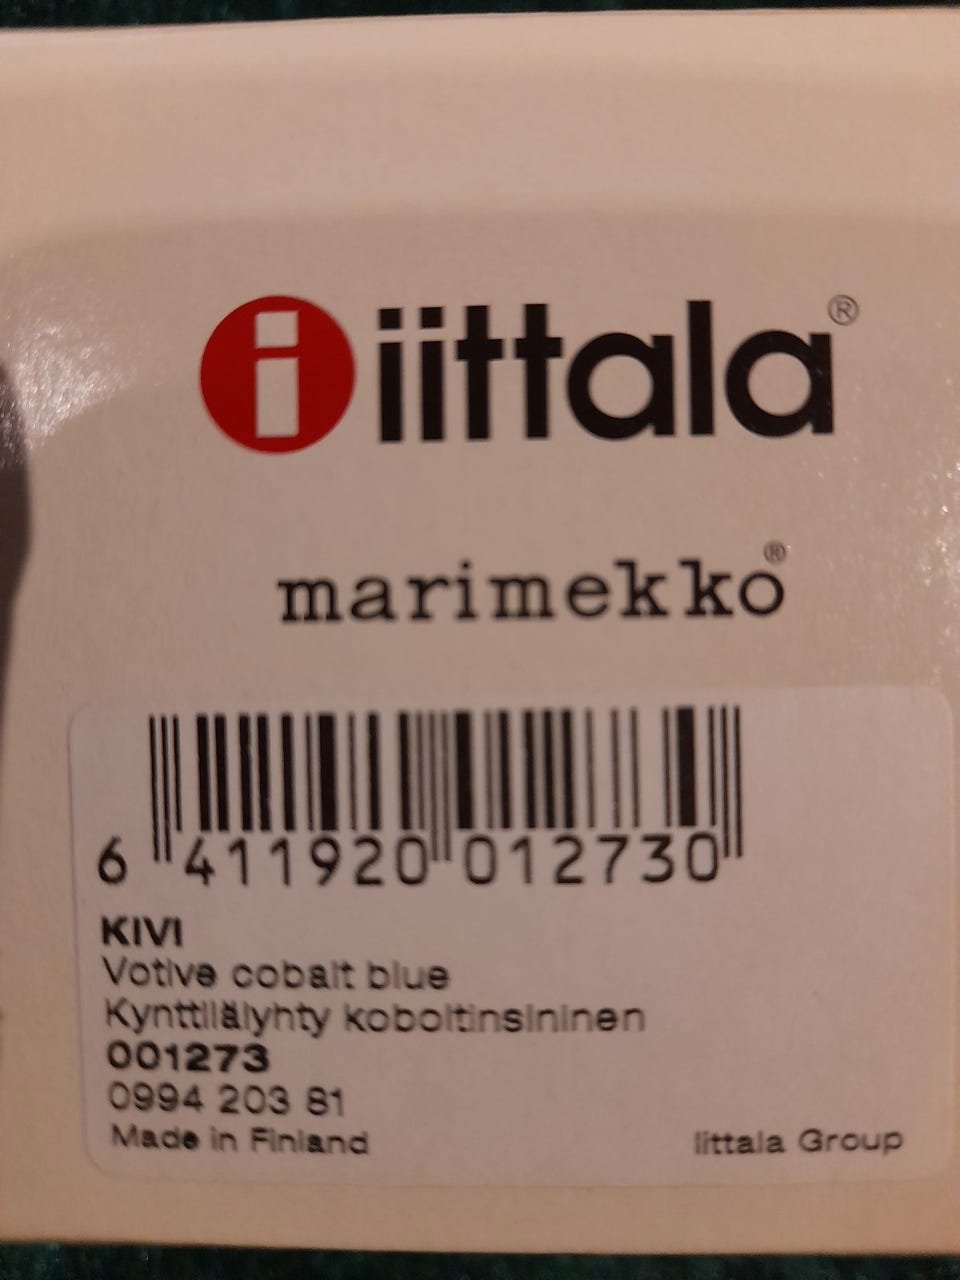 i iittala®
marimekko®
6 411920 012730
KIVI
Votive cobalt blue
Kynttilälyhty koboltinsininen
001273
0994 203 81
Made in Finland
Iittala Group